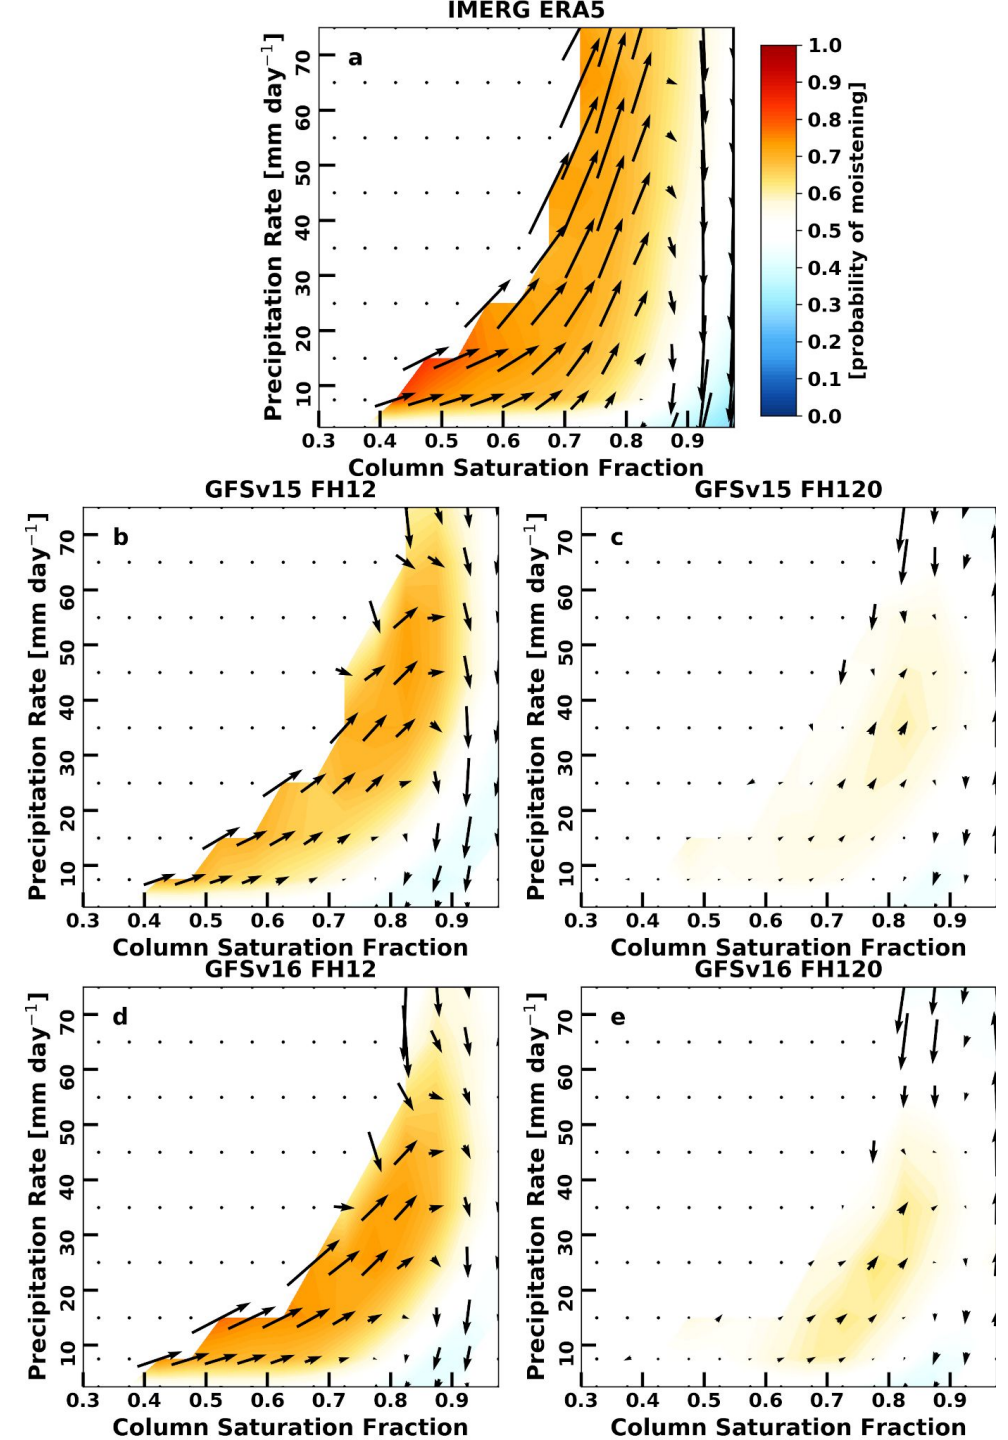 IMERG ERA5
a
Precipitation Rate [mm day⁻¹]
70
60
50
40
30
20
10
0.3 0.4 0.5 0.6 0.7 0.8 0.9
Column Saturation Fraction
1.0
0.9
0.8
0.7
0.6
0.5
0.4
0.3
0.2
0.1
0.0
[probability of moistening]
GFSv15 FH12
b
Precipitation Rate [mm day⁻¹]
70
60
50
40
30
20
10
0.3 0.4 0.5 0.6 0.7 0.8 0.9
Column Saturation Fraction
GFSv15 FH120
c
Precipitation Rate [mm day⁻¹]
70
60
50
40
30
20
10
0.3 0.4 0.5 0.6 0.7 0.8 0.9
Column Saturation Fraction
GFSv16 FH12
d
Precipitation Rate [mm day⁻¹]
70
60
50
40
30
20
10
0.3 0.4 0.5 0.6 0.7 0.8 0.9
Column Saturation Fraction
GFSv16 FH120
e
Precipitation Rate [mm day⁻¹]
70
60
50
40
30
20
10
0.3 0.4 0.5 0.6 0.7 0.8 0.9
Column Saturation Fraction